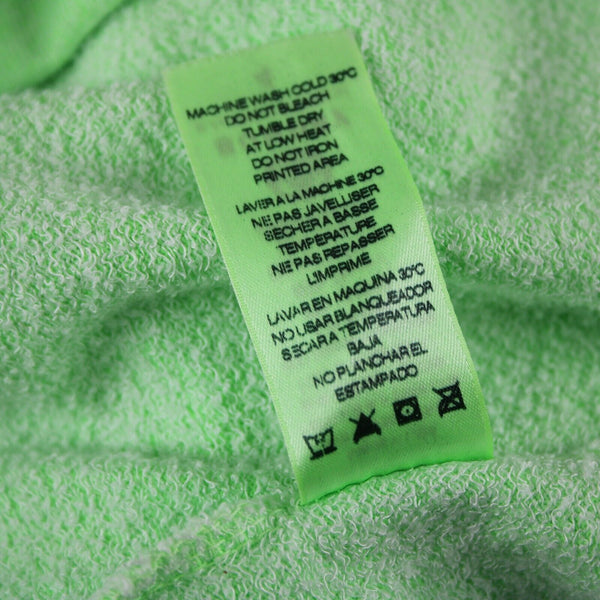 MACHINE WASH COLD 30°C
DO NOT BLEACH
TUMBLE DRY
AT LOW HEAT
DO NOT IRON
PRINTED AREA
LAVER A LA MACHINE 30°C
NE PAS JAVELLISER
SECHER A BASSE
TEMPERATURE
NE PAS REPASSER
L'IMPRIME
LAVAR EN MAQUINA 30°C
NO USAR BLANQUEADOR
SECAR A TEMPERATURA
BAJA
NO PLANCHAR EL
ESTAMPADO